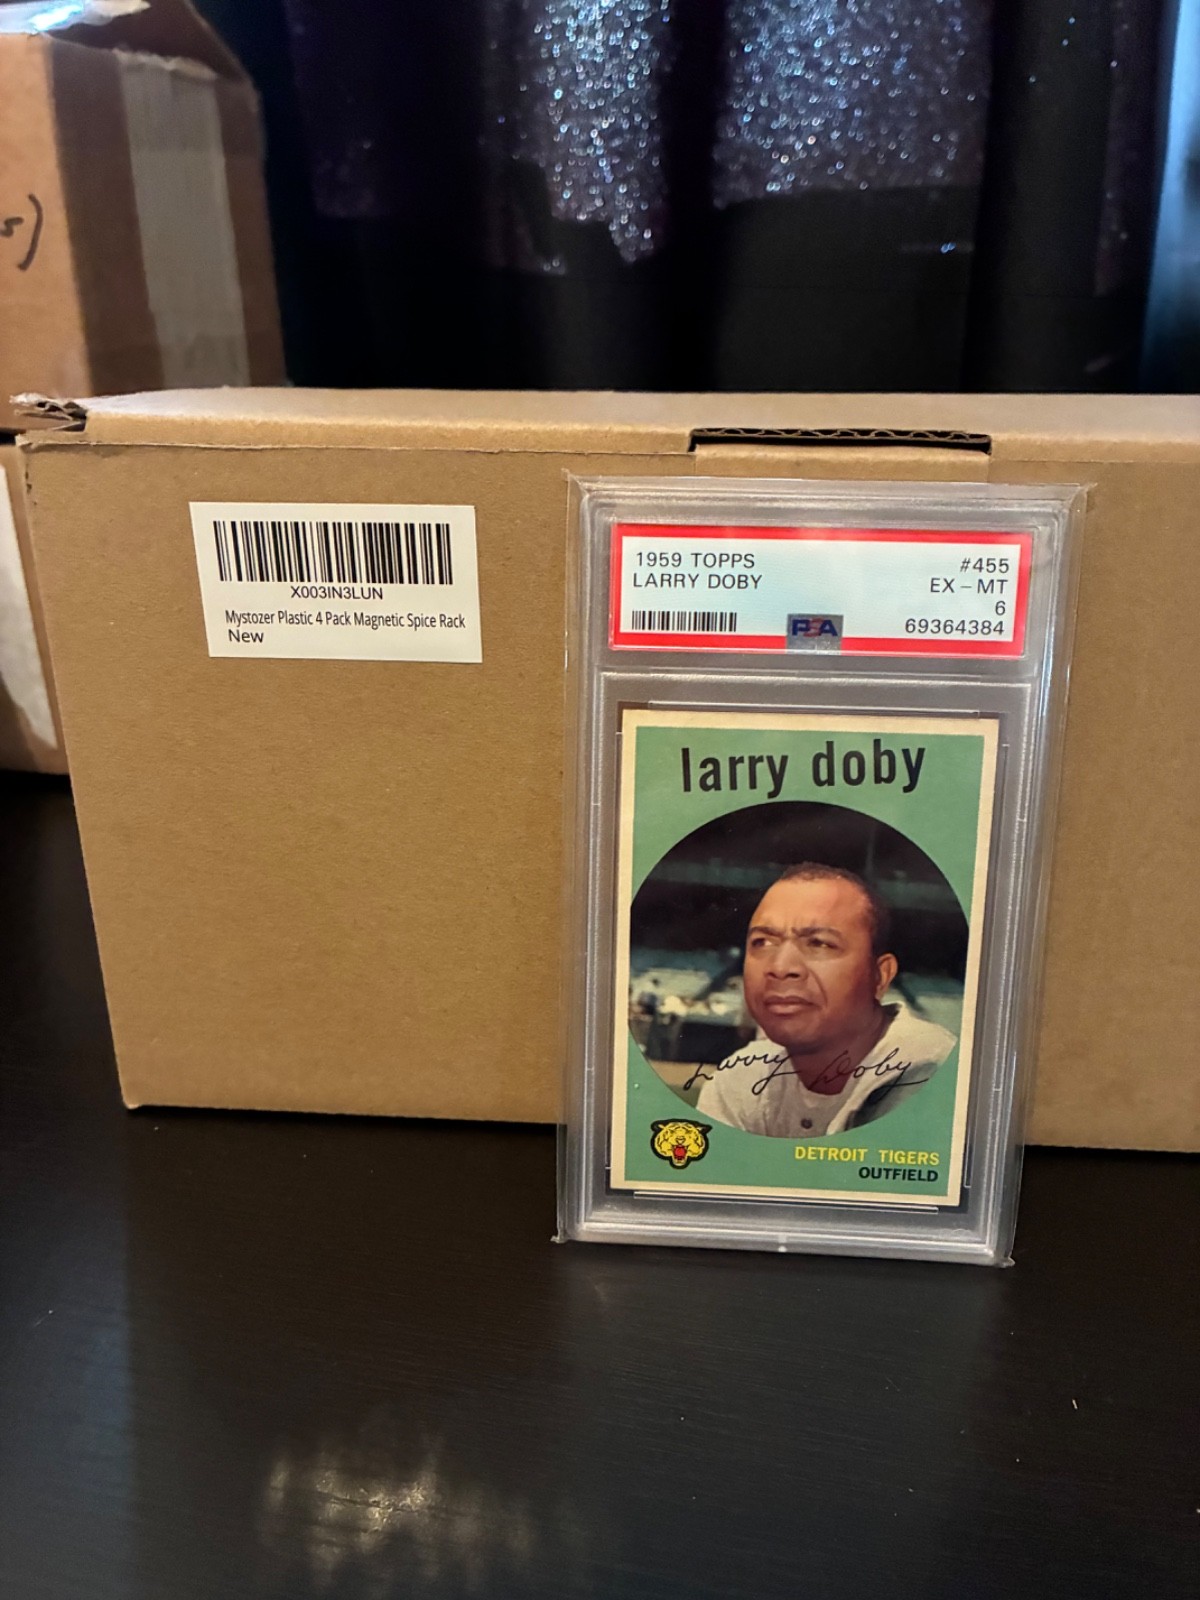 s)
X003IN3LUN
Mystozer Plastic 4 Pack Magnetic Spice Rack
New
1959 TOPPS #455
LARRY DOBY EX - MT
6
PSA 69364384
larry doby
Larry Doby
DETROIT TIGERS
OUTFIELD